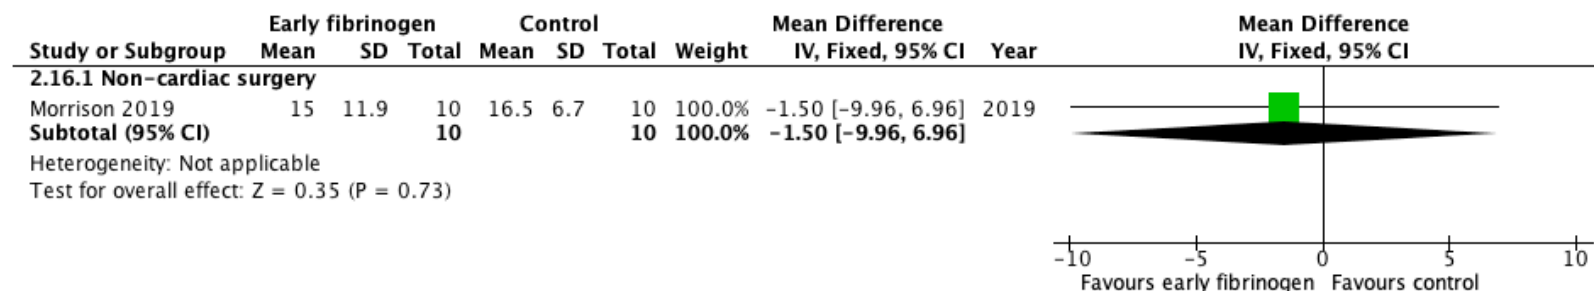 Early fibrinogen Control Mean Difference Mean Difference
Study or Subgroup Mean SD Total Mean SD Total Weight IV, Fixed, 95% CI Year IV, Fixed, 95% CI
2.16.1 Non-cardiac surgery
Morrison 2019 15 11.9 10 16.5 6.7 10 100.0% -1.50 [-9.96, 6.96] 2019
Subtotal (95% CI) 10 10 100.0% -1.50 [-9.96, 6.96]
Heterogeneity: Not applicable
Test for overall effect: Z = 0.35 (P = 0.73)
-10 -5 0 5 10
Favours early fibrinogen Favours control